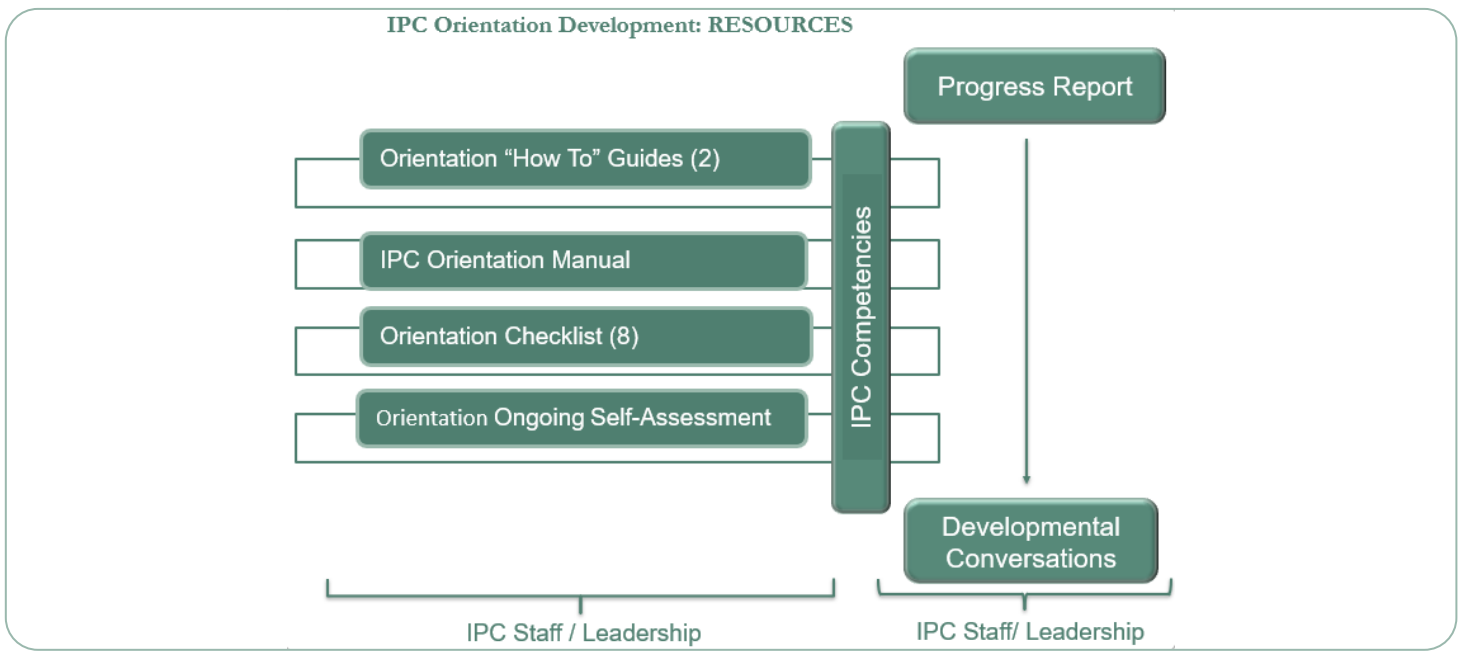 IPC Orientation Development: RESOURCES
Progress Report
Orientation “How To” Guides (2)
IPC Orientation Manual
Orientation Checklist (8)
Orientation Ongoing Self-Assessment
IPC Competencies
Developmental
Conversations
IPC Staff / Leadership
IPC Staff/ Leadership